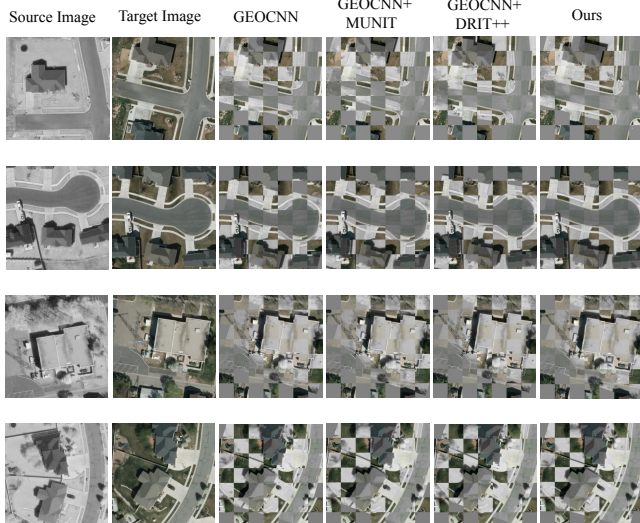 Source Image
Target Image
GEOCNN
GEOCNN+
MUNIT
GEOCNN+
DRIT++
Ours